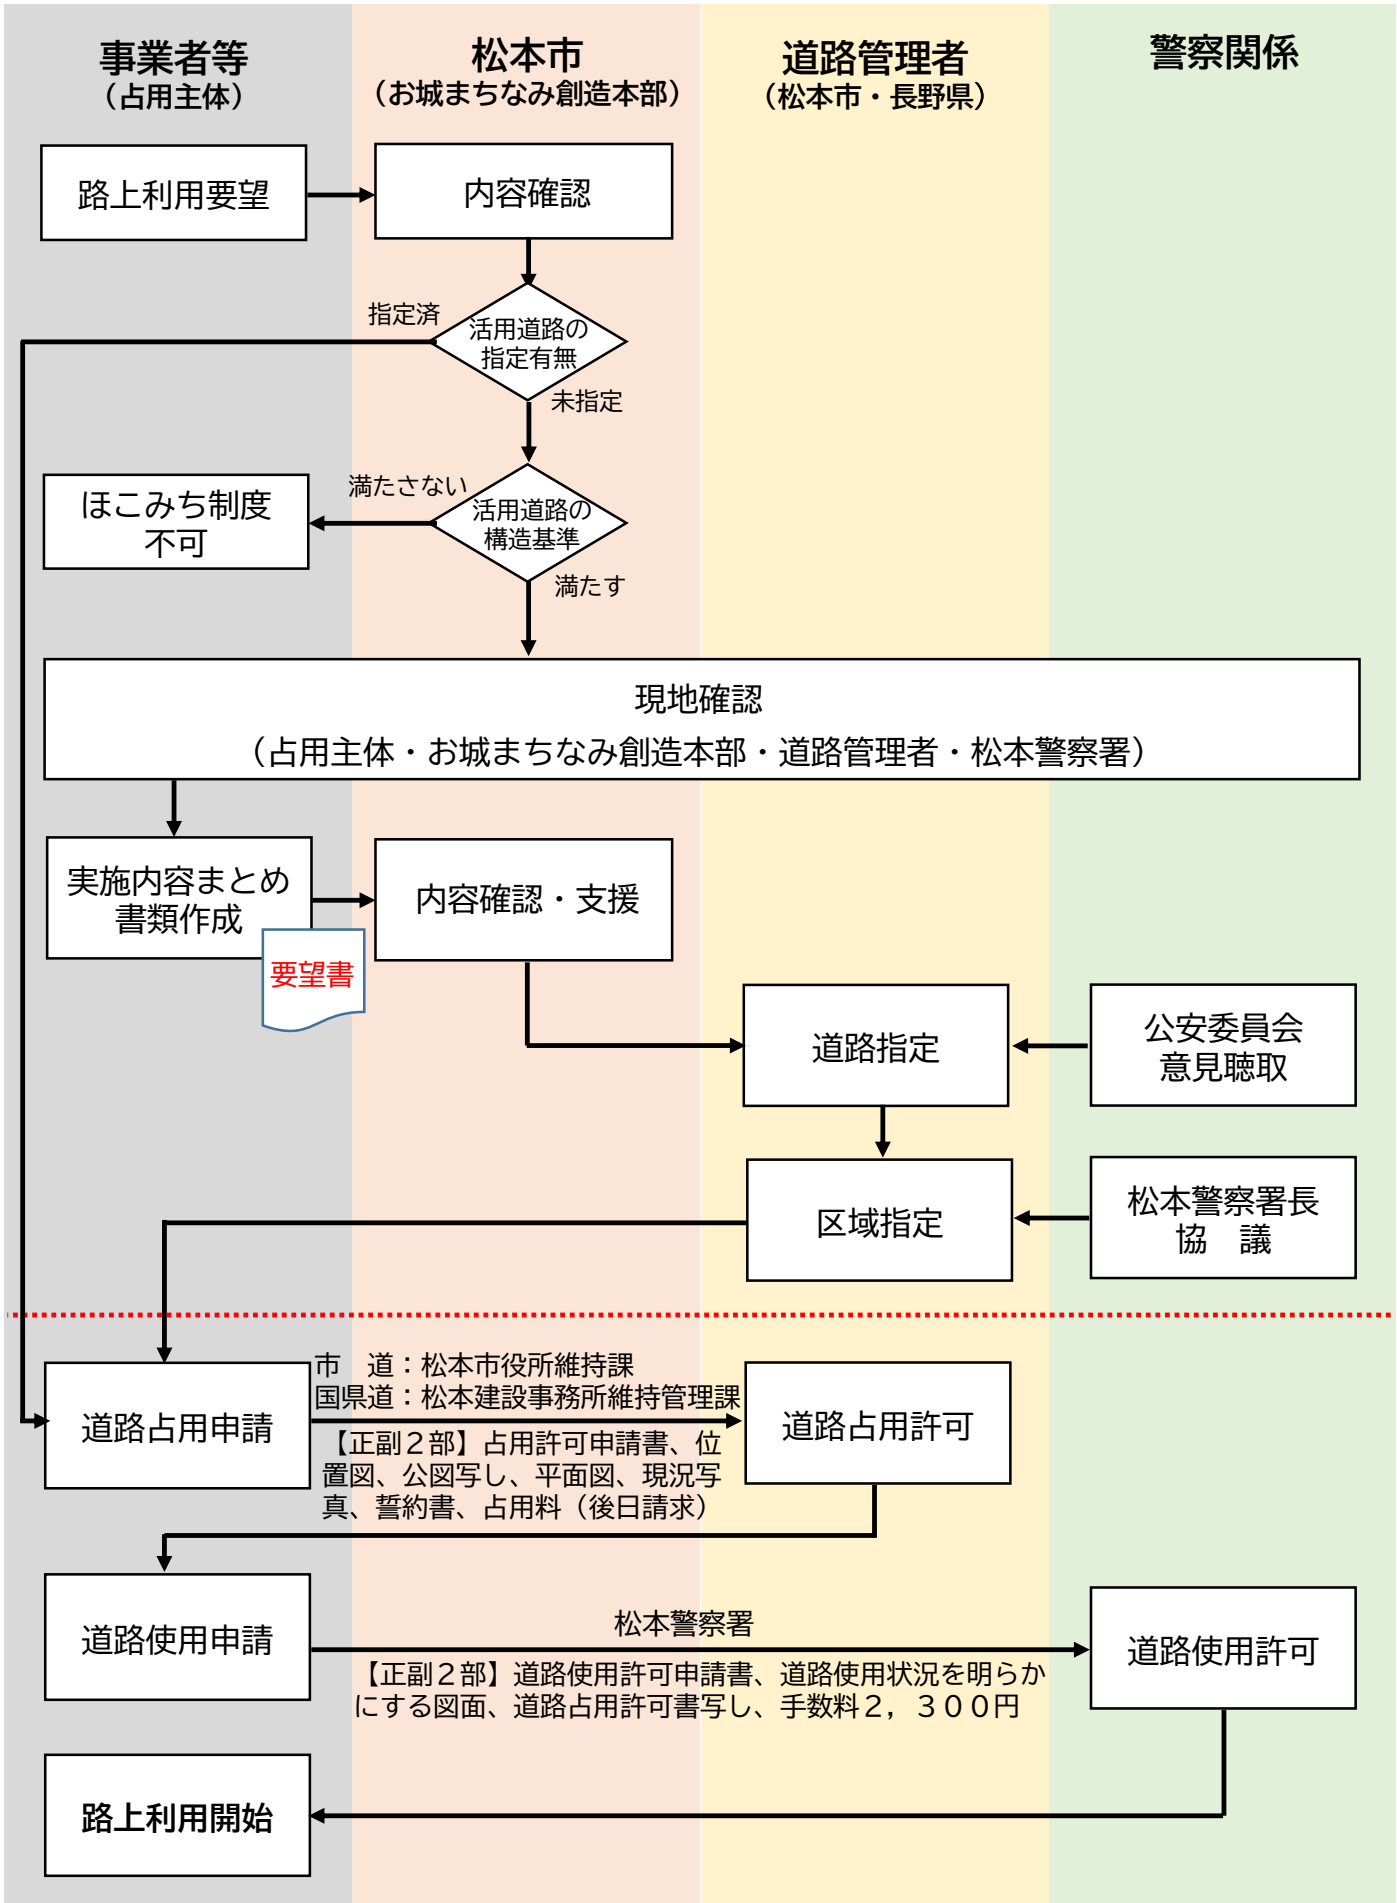 事業者等
（占用主体）
松本市
（お城まちなみ創造本部）
道路管理者
（松本市・長野県）
警察関係
路上利用要望
内容確認
指定済
活用道路の
指定有無
未指定
ほこみち制度
不可
満たさない
活用道路の
構造基準
満たす
現地確認
（占用主体・お城まちなみ創造本部・道路管理者・松本警察署）
実施内容まとめ
書類作成
要望書
内容確認・支援
道路指定
公安委員会
意見聴取
区域指定
松本警察署長
協　議
道路占用申請
市　道：松本市役所維持課
国県道：松本建設事務所維持管理課
【正副２部】占用許可申請書、位
置図、公図写し、平面図、現況写
真、誓約書、占用料（後日請求）
道路占用許可
道路使用申請
松本警察署
【正副２部】道路使用許可申請書、道路使用状況を明らか
にする図面、道路占用許可書写し、手数料２，３００円
道路使用許可
路上利用開始